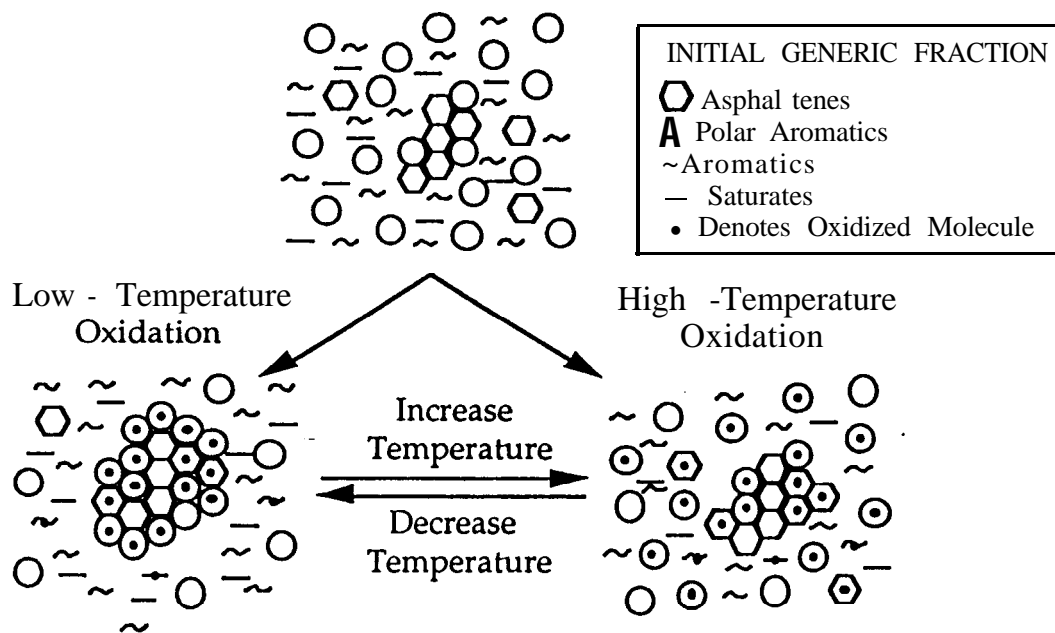 INITIAL GENERIC FRACTION
Asphal tenes
A Polar Aromatics
~Aromatics
— Saturates
• Denotes Oxidized Molecule
Low - Temperature
Oxidation
High -Temperature
Oxidation
Increase
Temperature
Decrease
Temperature